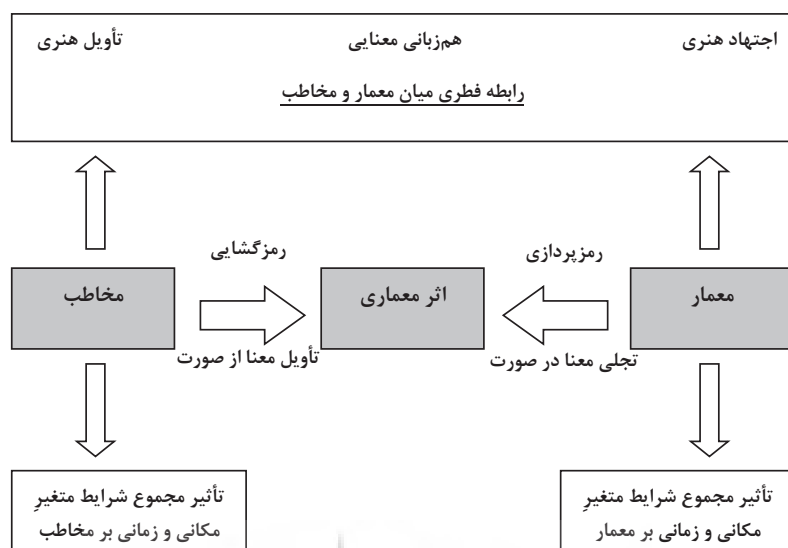 اجتهاد هنری
هم‌زبانی معنایی
تأویل هنری
رابطه فطری میان معمار و مخاطب
رمزپردازی
رمزگشایی
معمار
اثر معماری
مخاطب
تجلی معنا در صورت
تأویل معنا از صورت
تأثیر مجموع شرایط متغیرِ
مکانی و زمانی بر معمار
تأثیر مجموع شرایط متغیرِ
مکانی و زمانی بر مخاطب